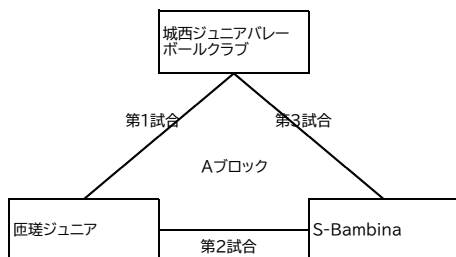 城西ジュニアバレー
ボールクラブ
第1試合
第3試合
Aブロック
匝瑳ジュニア
S-Bambina
第2試合